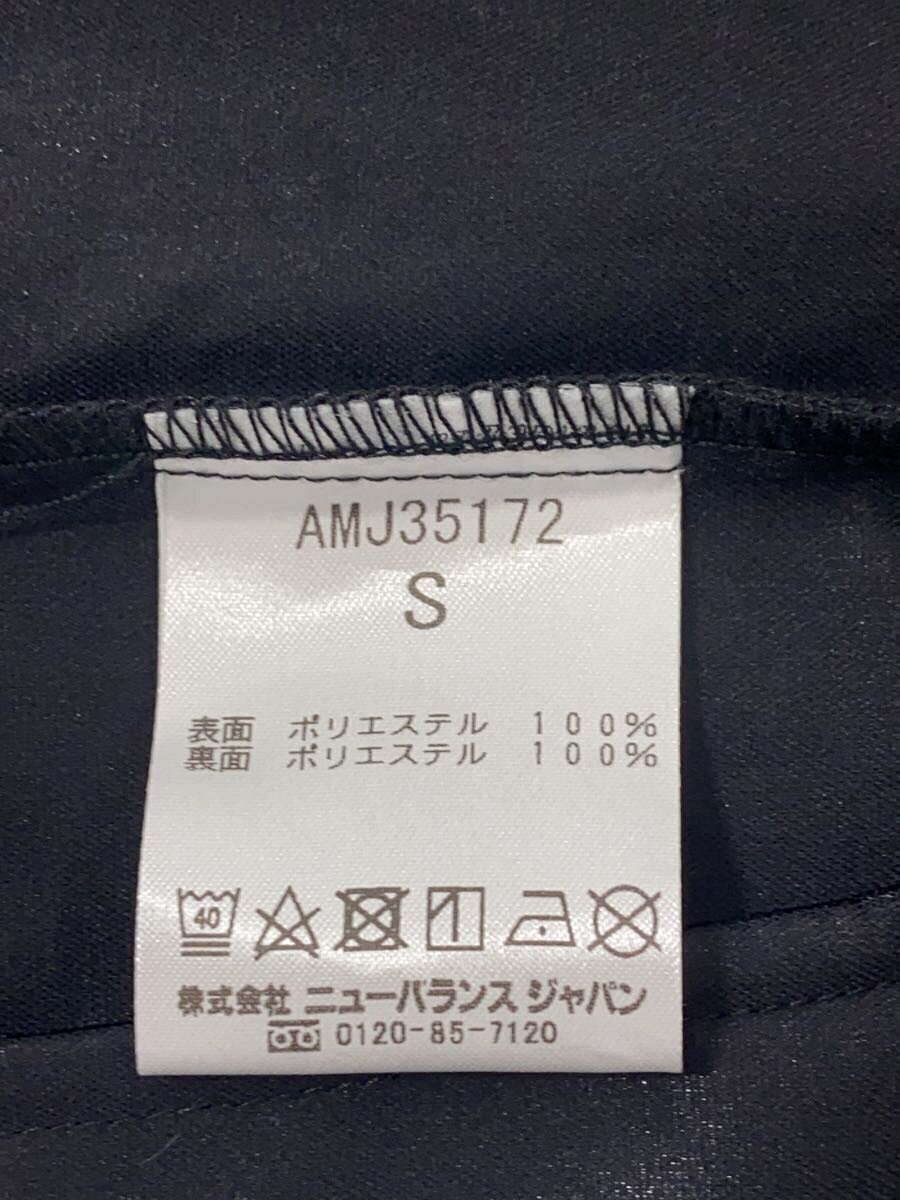 AMJ35172
S
表面 ポリエステル 100%
裏面 ポリエステル 100%
40
株式会社 ニューバランス ジャパン
0120-85-7120